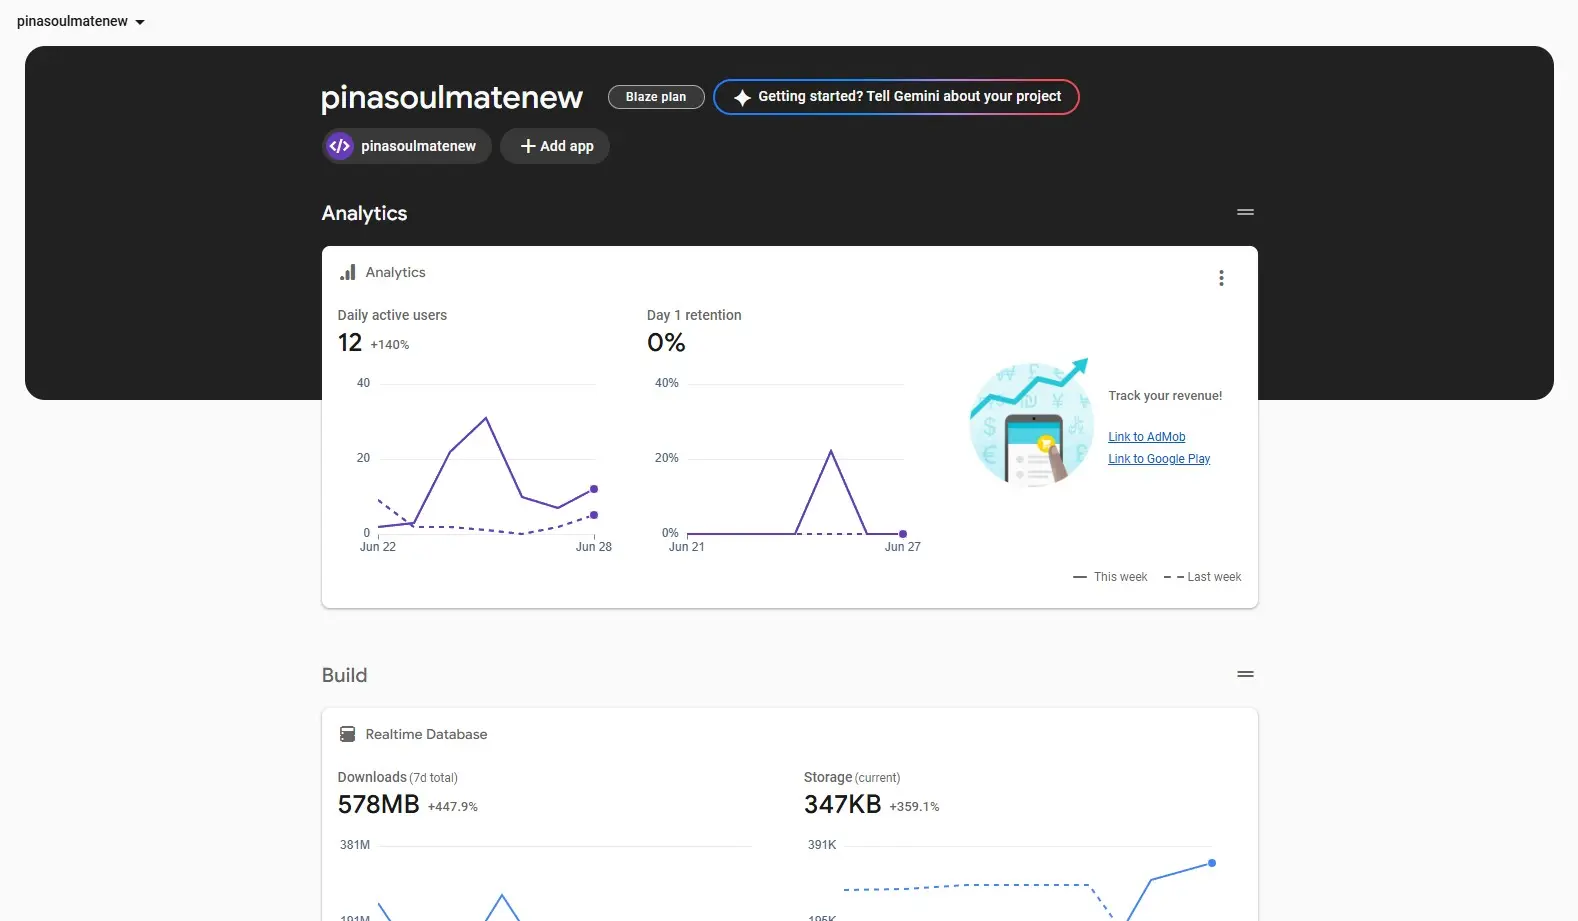 pinasoulmatenew
pinasoulmatenew
Blaze plan
Getting started? Tell Gemini about your project
pinasoulmatenew
Add app
Analytics
Analytics
Daily active users
12 +140%
40
20
0
Jun 22
Jun 28
Day 1 retention
0%
40%
20%
0%
Jun 21
Jun 27
Track your revenue!
Link to AdMob
Link to Google Play
This week
Last week
Build
Realtime Database
Downloads (7d total)
578MB +447.9%
381M
191M
Storage (current)
347KB +359.1%
391K
195K